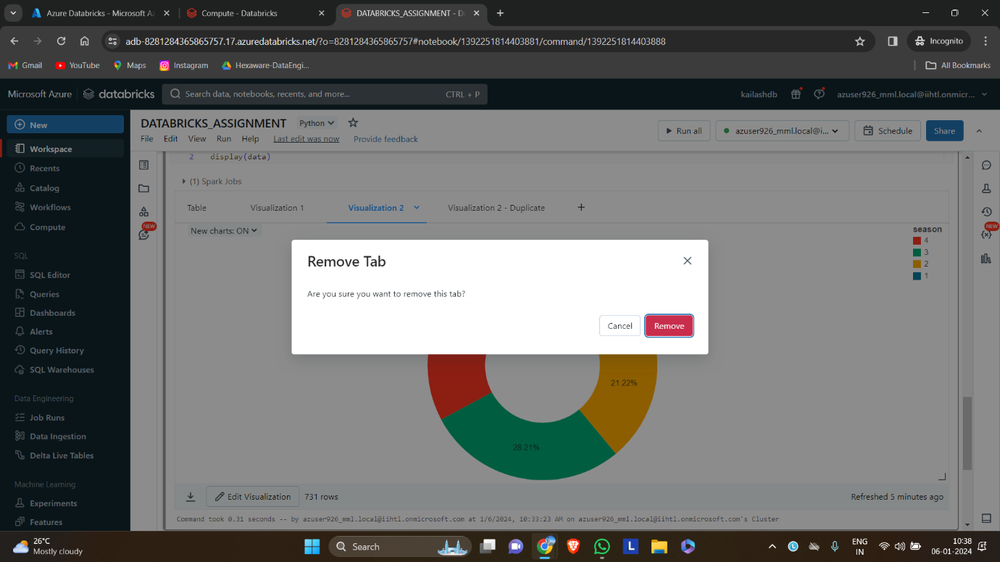 Azure Databricks - Microsoft Az
Compute - Databricks
DATABRICKS_ASSIGNMENT - Da
adb-8281284365865757.17.azuredatabricks.net/?o=8281284365865757#notebook/1392251814403881/command/1392251814403888
Incognito
Gmail
YouTube
Maps
Instagram
Hexaware-DataEngi...
All Bookmarks
Microsoft Azure
databricks
Search data, notebooks, recents, and more...
CTRL + P
kailashdb
azuser926_mml.local@iihtl.onmicr...
New
Workspace
Recents
Catalog
Workflows
Compute
SQL
SQL Editor
Queries
Dashboards
Alerts
Query History
SQL Warehouses
Data Engineering
Job Runs
Data Ingestion
Delta Live Tables
Machine Learning
Experiments
Features
DATABRICKS_ASSIGNMENT
Python
File Edit View Run Help Last edit was now Provide feedback
Run all
azuser926_mml.local@i...
Schedule
Share
NEW
NEW
2 display(data)
(1) Spark Jobs
Table
Visualization 1
Visualization 2
Visualization 2 - Duplicate
+
New charts: ON
season
4
3
2
1
Remove Tab
Are you sure you want to remove this tab?
Cancel
Remove
21.22%
28.21%
Edit Visualization
731 rows
Refreshed 5 minutes ago
Command took 0.31 seconds -- by azuser926_mml.local@iihtl.onmicrosoft.com at 1/6/2024, 10:33:23 AM on azuser926_mml.local@iihtl.onmicrosoft.com's Cluster
26°C
Mostly cloudy
Search
L
L
ENG
IN
10:38
06-01-2024